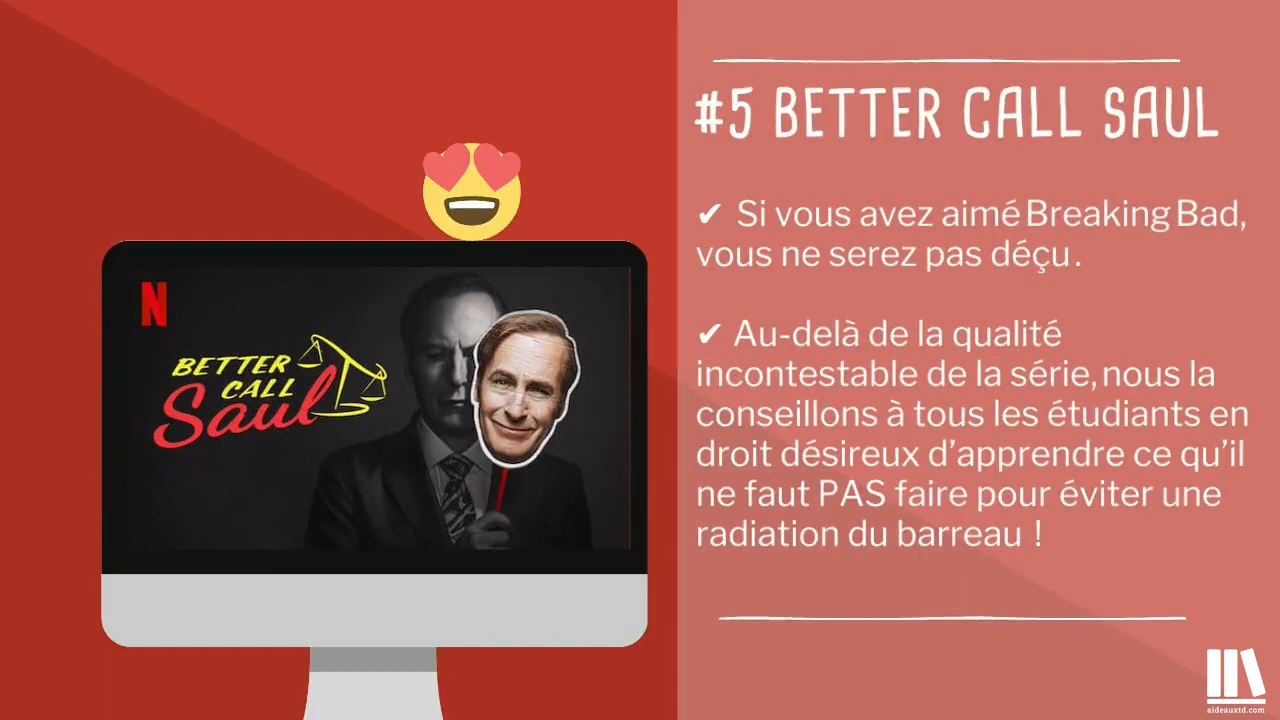 N
BETTER
CALL
Saul
#5 BETTER CALL SAUL
✔ Si vous avez aimé Breaking Bad,
vous ne serez pas déçu.
✔ Au-delà de la qualité
incontestable de la série, nous la
conseillons à tous les étudiants en
droit désireux d’apprendre ce qu’il
ne faut PAS faire pour éviter une
radiation du barreau !
aideauxtd.com